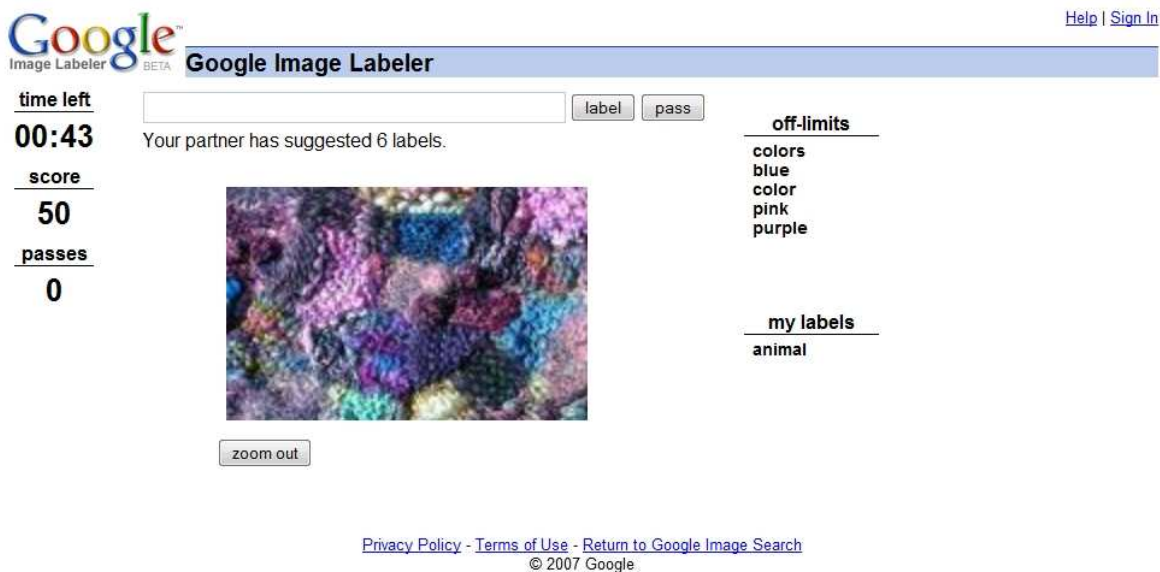 Help | Sign In
Google™
Image Labeler BETA
Google Image Labeler
time left
00:43
score
50
passes
0
label pass
Your partner has suggested 6 labels.
zoom out
off-limits
colors
blue
color
pink
purple
my labels
animal
Privacy Policy - Terms of Use - Return to Google Image Search
© 2007 Google